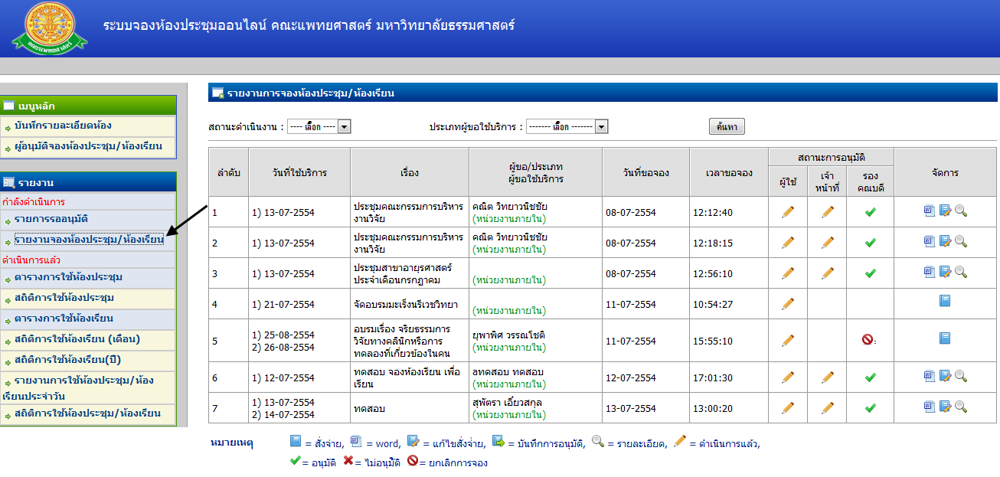 ระบบจองห้องประชุมออนไลน์ คณะแพทยศาสตร์ มหาวิทยาลัยธรรมศาสตร์
คณะแพทยศาสตร์
เมนูหลัก
บันทึกรายละเอียดห้อง
ผู้อนุมัติจองห้องประชุม/ห้องเรียน
รายงาน
กำลังดำเนินการ
รายการรออนุมัติ
รายงานจองห้องประชุม/ห้องเรียน
ดำเนินการแล้ว
ตารางการใช้ห้องประชุม
สถิติการใช้ห้องประชุม
ตารางการใช้ห้องเรียน
สถิติการใช้ห้องเรียน (เดือน)
สถิติการใช้ห้องเรียน(ปี)
รายงานการใช้ห้องประชุม/ห้อง
เรียนประจำวัน
สถิติการใช้ห้องประชุม/ห้องเรียน
รายงานการจองห้องประชุม/ห้องเรียน
สถานะดำเนินงาน : ---- เลือก ---- ประเภทผู้ขอใช้บริการ : ------- เลือก ------- ค้นหา
ลำดับ วันที่ใช้บริการ เรื่อง ผู้ขอ/ประเภท
ผู้ขอใช้บริการ วันที่ขอจอง เวลาขอจอง สถานะการอนุมัติ จัดการ
ผู้ใช้ เจ้า
หน้าที่ รอง
คณบดี
1 1) 13-07-2554 ประชุมคณะกรรมการบริหาร
งานวิจัย คณิต วิทยาวนิชชัย
(หน่วยงานภายใน) 08-07-2554 12:12:40
2 1) 13-07-2554 ประชุมคณะกรรมการบริหาร
งานวิจัย คณิต วิทยาวนิชชัย
(หน่วยงานภายใน) 08-07-2554 12:18:15
3 1) 13-07-2554 ประชุมสาขาอายุรศาสตร์
ประจำเดือนกรกฎาคม (หน่วยงานภายใน) 08-07-2554 12:56:10
4 1) 21-07-2554 จัดอบรมมะเร็งนรีเวชวิทยา (หน่วยงานภายใน) 11-07-2554 10:54:27
5 1) 25-08-2554
2) 26-08-2554 อบรมเรื่อง จริยธรรมการ
วิจัยทางคลินิกหรือการ
ทดลองที่เกี่ยวข้องในคน ยุพาพิศ วรรณโชติ
(หน่วยงานภายใน) 11-07-2554 15:55:10 :
6 1) 12-07-2554 ทดสอบ จองห้องเรียน เพื่อ
เรียน ลทดสอบ ทดสอบ
(หน่วยงานภายใน) 12-07-2554 17:01:30
7 1) 13-07-2554
2) 14-07-2554 ทดสอบ สุพัตรา เอี่ยวสกุล
(หน่วยงานภายใน) 13-07-2554 13:00:20
หมายเหตุ = สั่งจ่าย, = word, = แก้ไขสั่งจ่าย, = บันทึกการอนุมัติ, = รายละเอียด, = ดำเนินการแล้ว,
= อนุมัติ = ไม่อนุมัติ = ยกเลิกการจอง